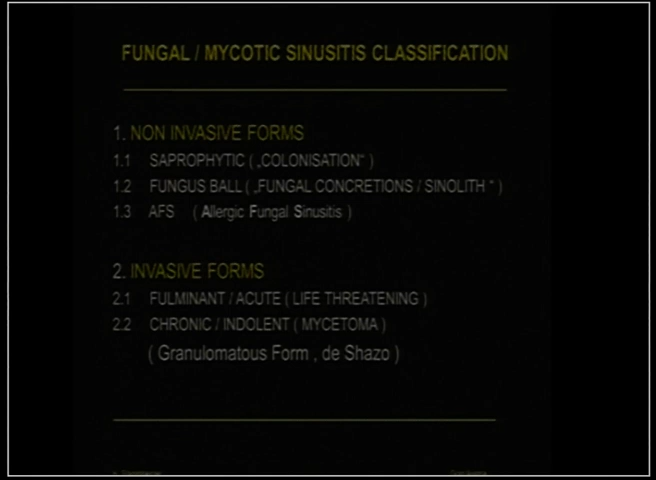 FUNGAL / MYCOTIC SINUSITIS CLASSIFICATION
1. NON INVASIVE FORMS
1.1 SAPROPHYTIC ( „COLONISATION“ )
1.2 FUNGUS BALL ( „FUNGAL CONCRETIONS / SINOLITH “ )
1.3 AFS ( Allergic Fungal Sinusitis )
2. INVASIVE FORMS
2.1 FULMINANT / ACUTE ( LIFE THREATENING )
2.2 CHRONIC / INDOLENT ( MYCETOMA )
( Granulomatous Form , de Shazo )